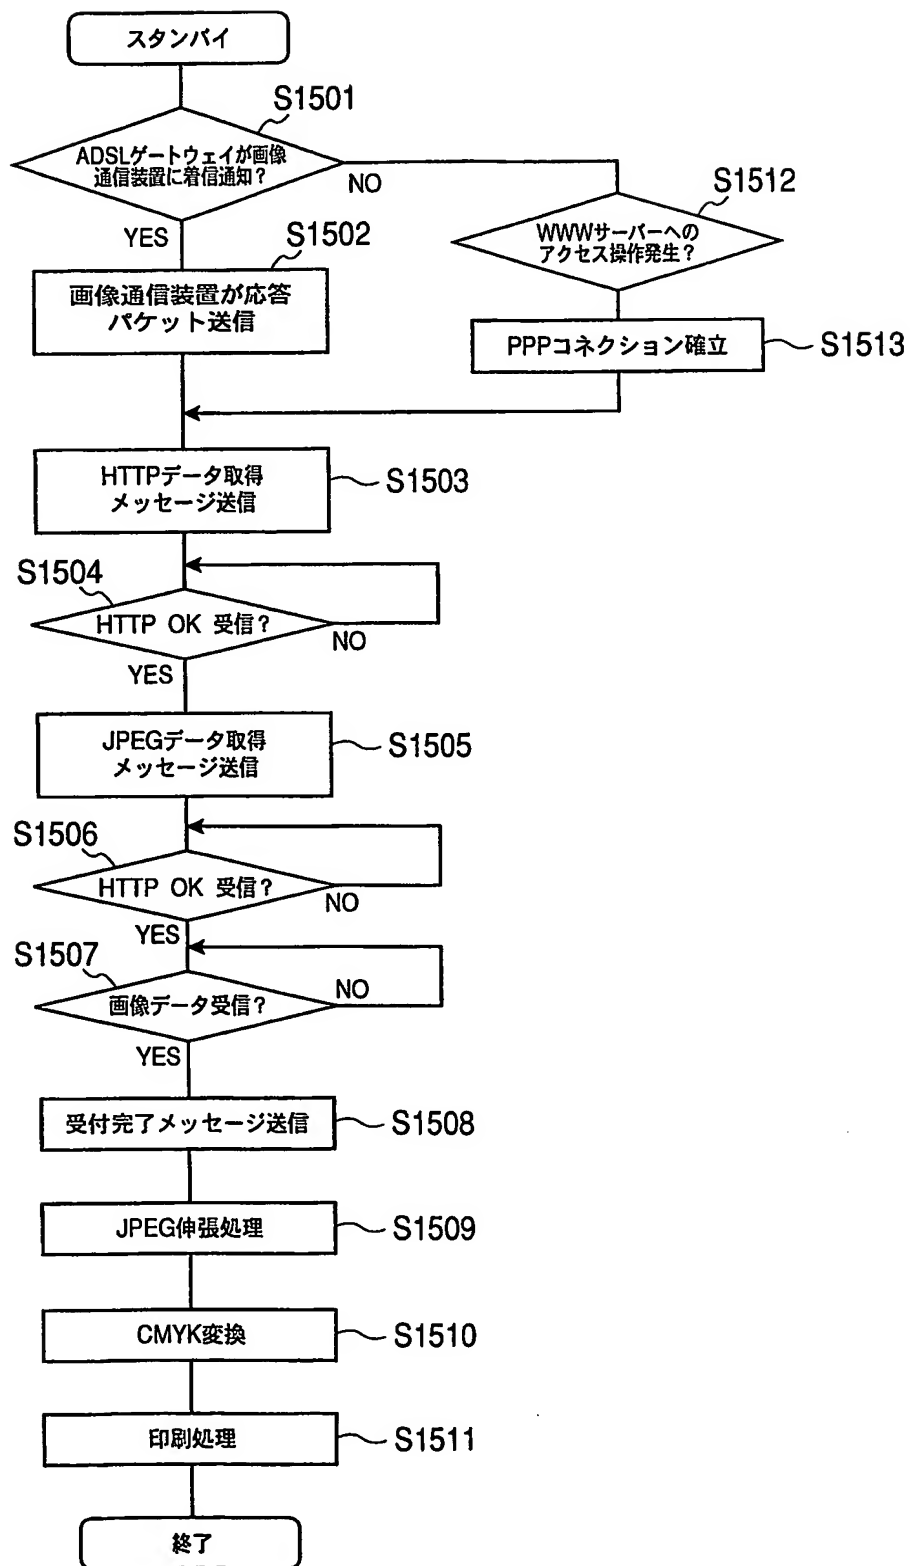 スタンバイ
S1501
ADSLゲートウェイが画像
通信装置に着信通知?
NO
YES
S1512
WWWサーバーへの
アクセス操作発生?
S1502
画像通信装置が応答
パケット送信
PPPコネクション確立
S1513
HTTPデータ取得
メッセージ送信
S1503
S1504
HTTP OK 受信?
NO
YES
JPEGデータ取得
メッセージ送信
S1505
S1506
HTTP OK 受信?
NO
YES
S1507
画像データ受信?
NO
YES
受付完了メッセージ送信
S1508
JPEG伸張処理
S1509
CMYK変換
S1510
印刷処理
S1511
終了